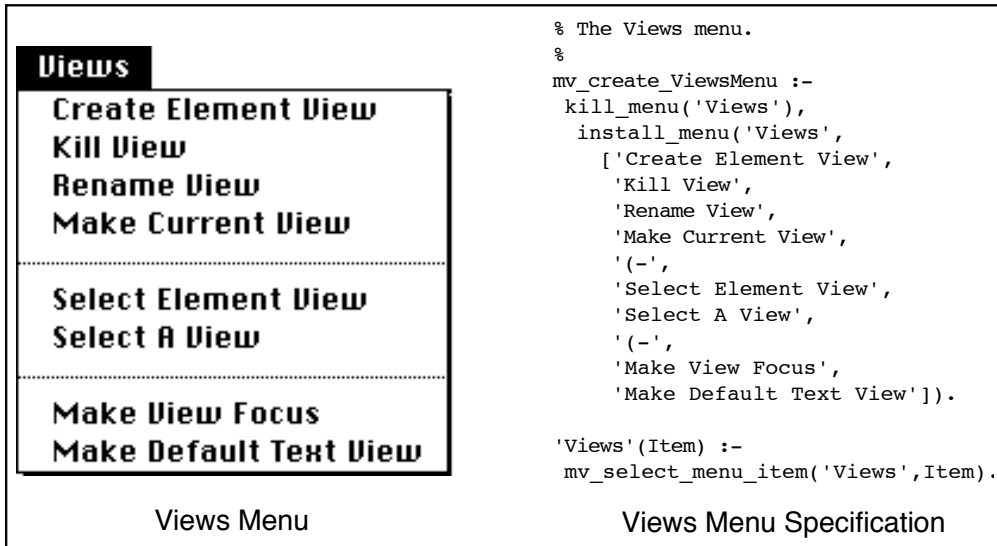 Views
Create Element View
Kill View
Rename View
Make Current View
Select Element View
Select A View
Make View Focus
Make Default Text View
Views Menu
% The Views menu.
%
mv_create_ViewsMenu :-
kill_menu('Views'),
install_menu('Views',
['Create Element View',
'Kill View',
'Rename View',
'Make Current View',
'(-',
'Select Element View',
'Select A View',
'(-',
'Make View Focus',
'Make Default Text View']).
'Views'(Item) :-
mv_select_menu_item('Views',Item).
Views Menu Specification